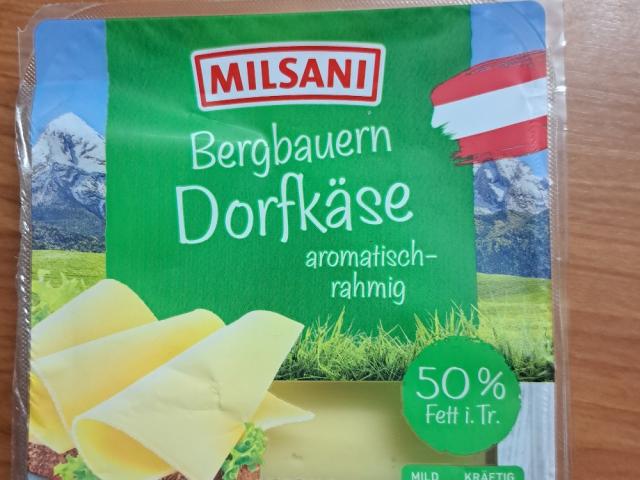 MILSANI
Bergbauern
Dorfkäse
aromatisch-
rahmig
50%
Fett i. Tr.
MILD KRÄFTIG